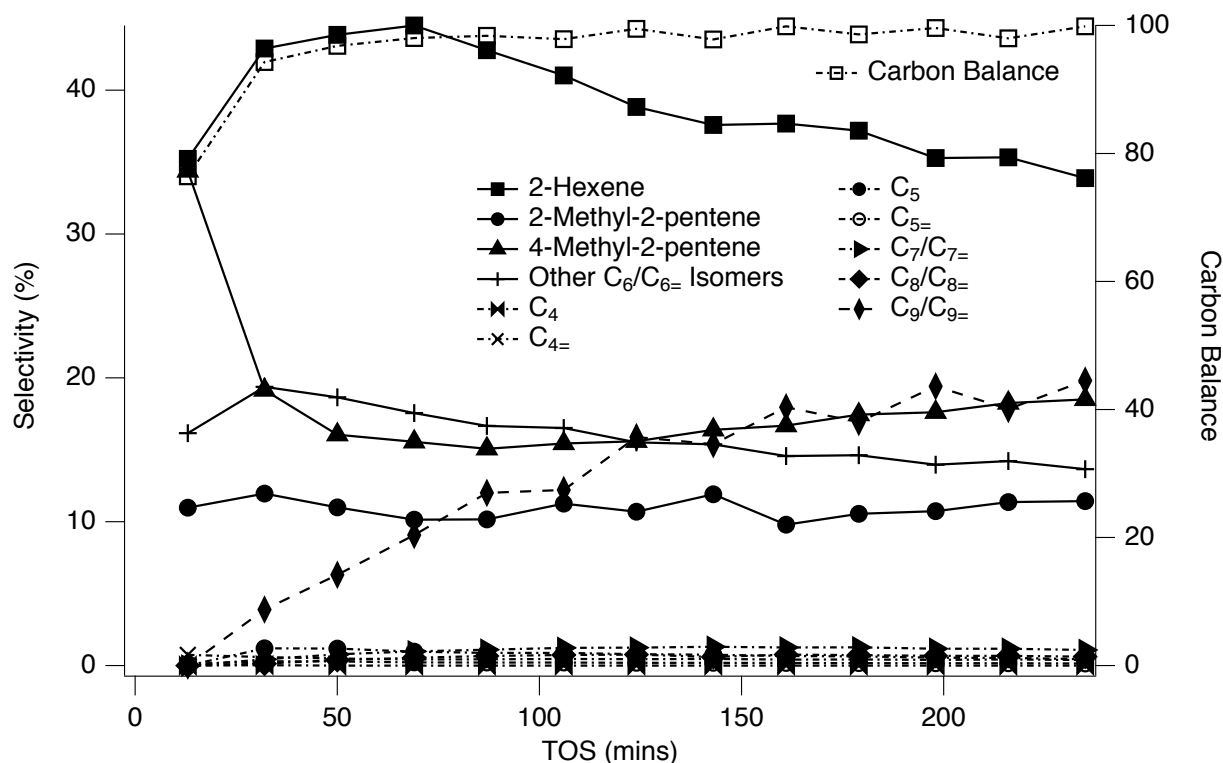 100
Carbon Balance
40
80
2-Hexene
C5
2-Methyl-2-pentene
C5=
30
4-Methyl-2-pentene
C7/C7=
Other C6/C6= Isomers
C8/C8=
60
C4
C9/C9=
C4=
Selectivity (%)
Carbon Balance
20
40
10
20
0
0
0
50
100
150
200
TOS (mins)